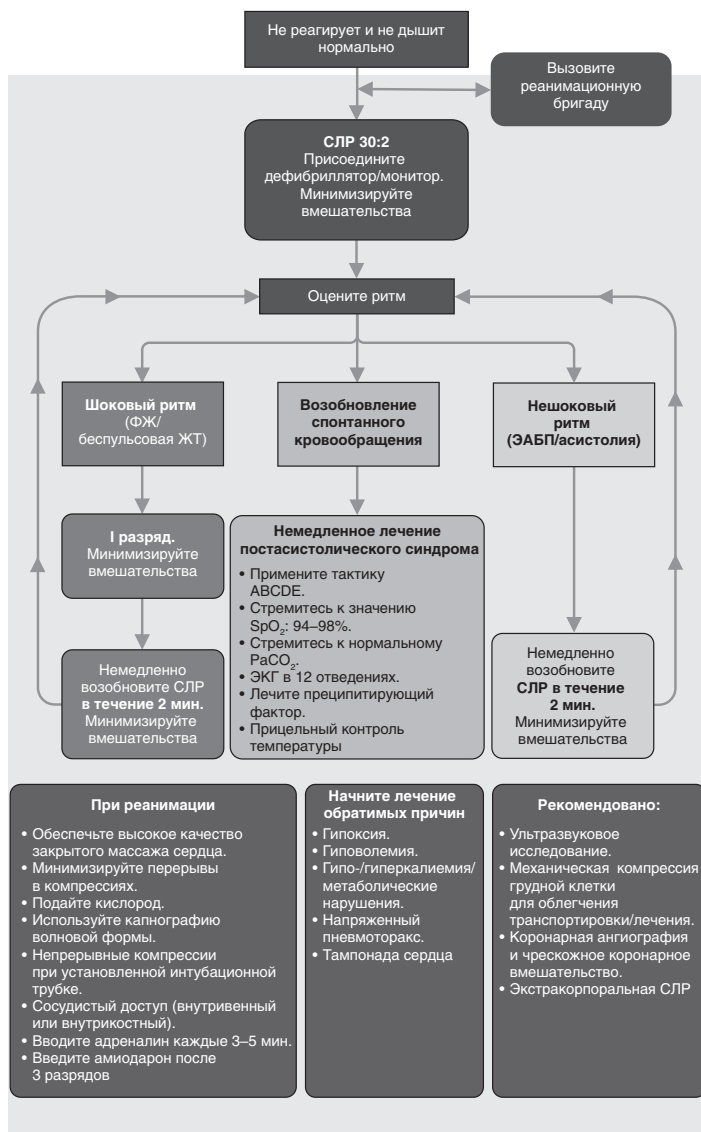 Не реагирует и не дышит
нормально
Вызовите
реанимационную
бригаду
СЛР 30:2
Присоедините
дефибриллятор/монитор.
Минимизируйте
вмешательства
Оцените ритм
Шоковый ритм
(ФЖ/
беспульсовая ЖТ)
Возобновление
спонтанного
кровообращения
Нешоковый
ритм
(ЭАБП/асистолия)
I разряд.
Минимизируйте
вмешательства
Немедленное лечение
постасистолического синдрома
• Примените тактику
ABCDE.
• Стремитесь к значению
SpO₂: 94–98%.
• Стремитесь к нормальному
PaCO₂.
• ЭКГ в 12 отведениях.
• Лечите преципитирующий
фактор.
• Прицельный контроль
температуры
Немедленно
возобновите СЛР
в течение 2 мин.
Минимизируйте
вмешательства
Немедленно
возобновите
СЛР в течение
2 мин.
Минимизируйте
вмешательства
При реанимации
• Обеспечьте высокое качество
закрытого массажа сердца.
• Минимизируйте перерывы
в компрессиях.
• Подайте кислород.
• Используйте капнографию
волновой формы.
• Непрерывные компрессии
при установленной интубационной
трубке.
• Сосудистый доступ (внутривенный
или внутрикостный).
• Вводите адреналин каждые 3–5 мин.
• Введите амиодарон после
3 разрядов
Начните лечение
обратимых причин
• Гипоксия.
• Гиповолемия.
• Гипо-/гиперкалиемия/
метаболические
нарушения.
• Напряженный
пневмоторакс.
• Тампонада сердца
Рекомендовано:
• Ультразвуковое
исследование.
• Механическая компрессия
грудной клетки
для облегчения
транспортировки/лечения.
• Коронарная ангиография
и чрескожное коронарное
вмешательство.
• Экстракорпоральная СЛР